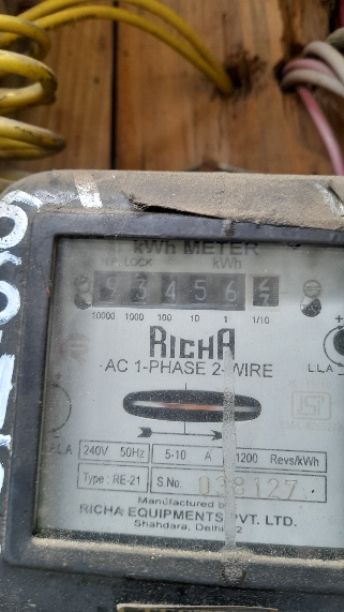 kWh METER
LOCK kWh
9 3 4 5 6
10000 1000 100 10 1 1/10
RICHA
AC 1-PHASE 2-WIRE
240V 50Hz 5-10 A 1200 Revs/kWh
Type : RE-21 S.No. 038127
Manufactured by
RICHA EQUIPMENTS PVT. LTD.
Shahdara, Delhi